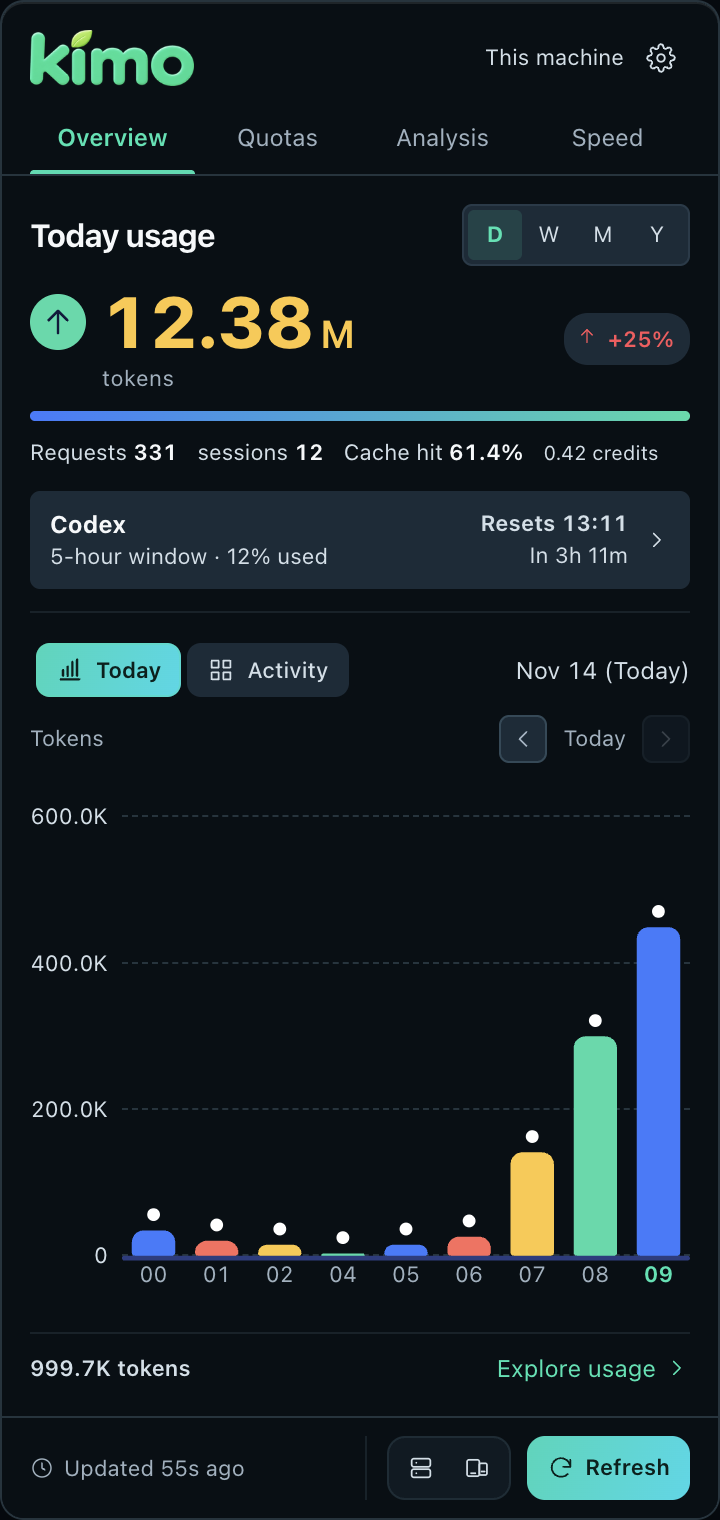 kimo
This machine
Overview Quotas Analysis Speed
Today usage
D W M Y
12.38 M
+25%
tokens
Requests 331 sessions 12 Cache hit 61.4% 0.42 credits
Codex
Resets 13:11
5-hour window · 12% used
In 3h 11m
Today Activity
Nov 14 (Today)
Tokens
Today
600.0K
400.0K
200.0K
0
00 01 02 04 05 06 07 08 09
999.7K tokens
Explore usage
Updated 55s ago
Refresh